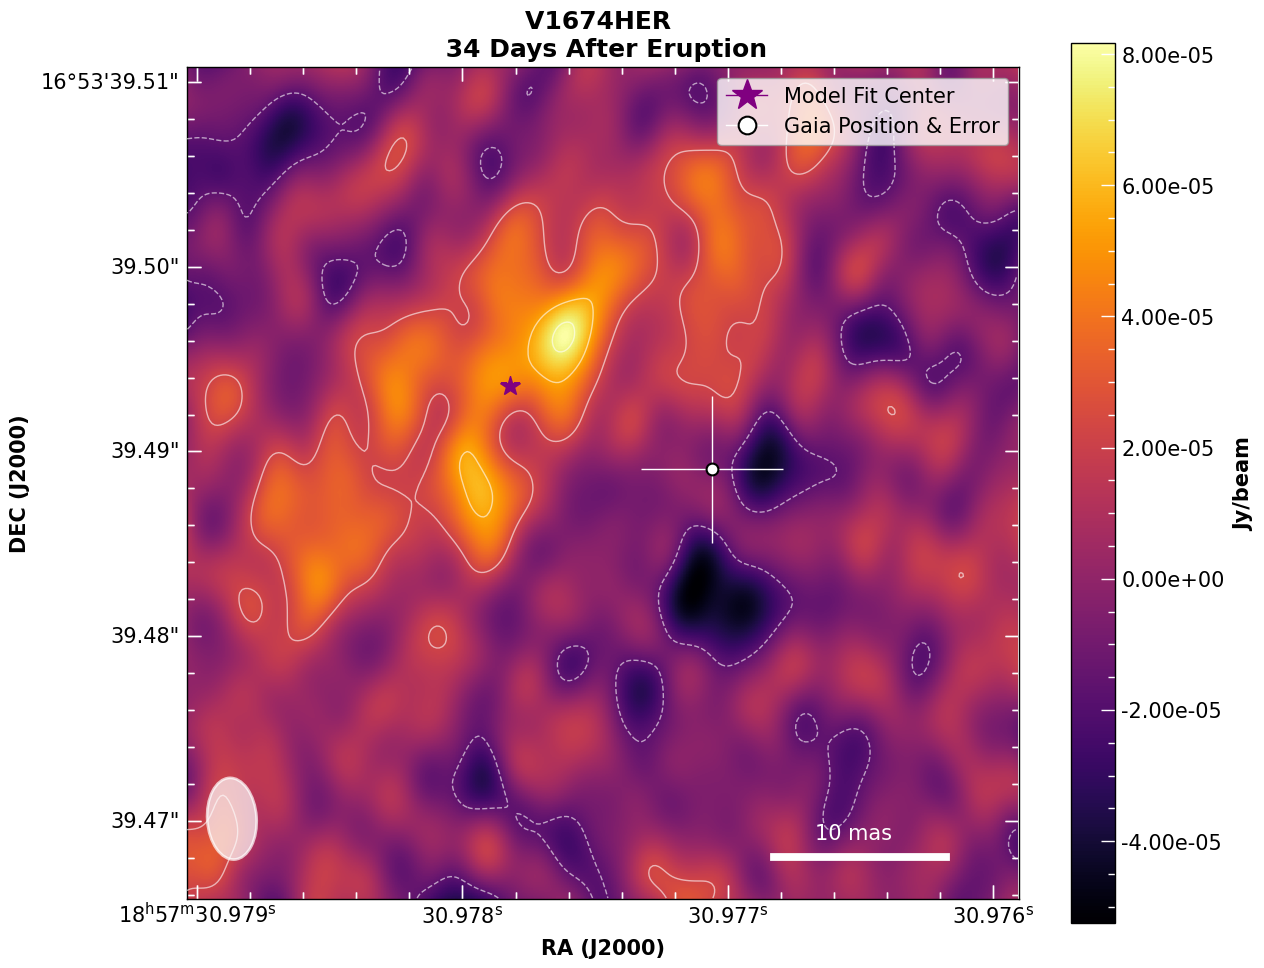 V1674HER
34 Days After Eruption
Model Fit Center
Gaia Position & Error
16°53'39.51"
39.50"
39.49"
39.48"
39.47"
DEC (J2000)
18ʰ57ᵐ30.979ˢ
30.978ˢ
30.977ˢ
30.976ˢ
RA (J2000)
10 mas
8.00e-05
6.00e-05
4.00e-05
2.00e-05
0.00e+00
-2.00e-05
-4.00e-05
Jy/beam